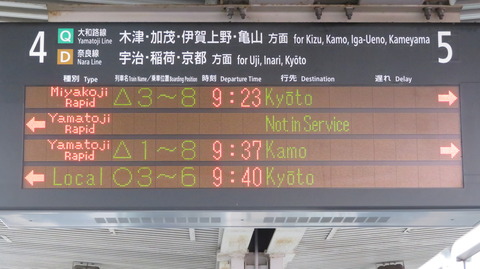 4 Q 大和路線 Yamatoji Line 木津・加茂・伊賀上野・亀山 方面 for Kizu, Kamo, Iga-Ueno, Kameyama 5
D 奈良線 Nara Line 宇治・稲荷・京都 方面 for Uji, Inari, Kyoto
種別 Type 列車名/乗車位置 Train Name / Boarding Position 時刻 Departure Time 行先 Destination 遅れ Delay
Miyakoji Rapid △3〜8 9:23 Kyōto →
← Yamatoji Rapid Not in Service
Yamatoji Rapid △1〜8 9:37 Kamo →
← Local ○3〜6 9:40 Kyōto